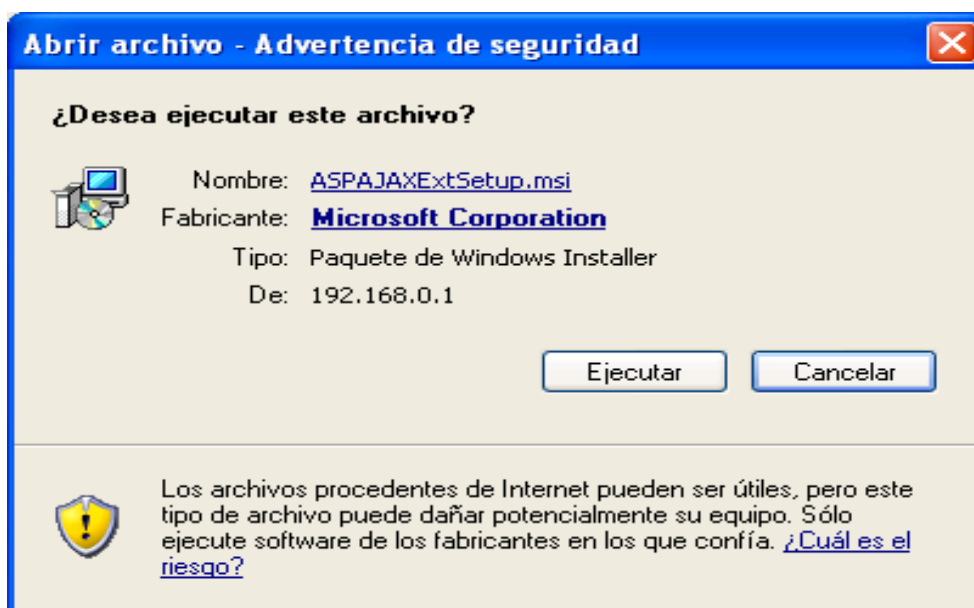 Abrir archivo - Advertencia de seguridad
¿Desea ejecutar este archivo?
Nombre: ASPAJAXExtSetup.msi
Fabricante: Microsoft Corporation
Tipo: Paquete de Windows Installer
De: 192.168.0.1
Ejecutar Cancelar
Los archivos procedentes de Internet pueden ser útiles, pero este
tipo de archivo puede dañar potencialmente su equipo. Sólo
ejecute software de los fabricantes en los que confía. ¿Cuál es el
riesgo?